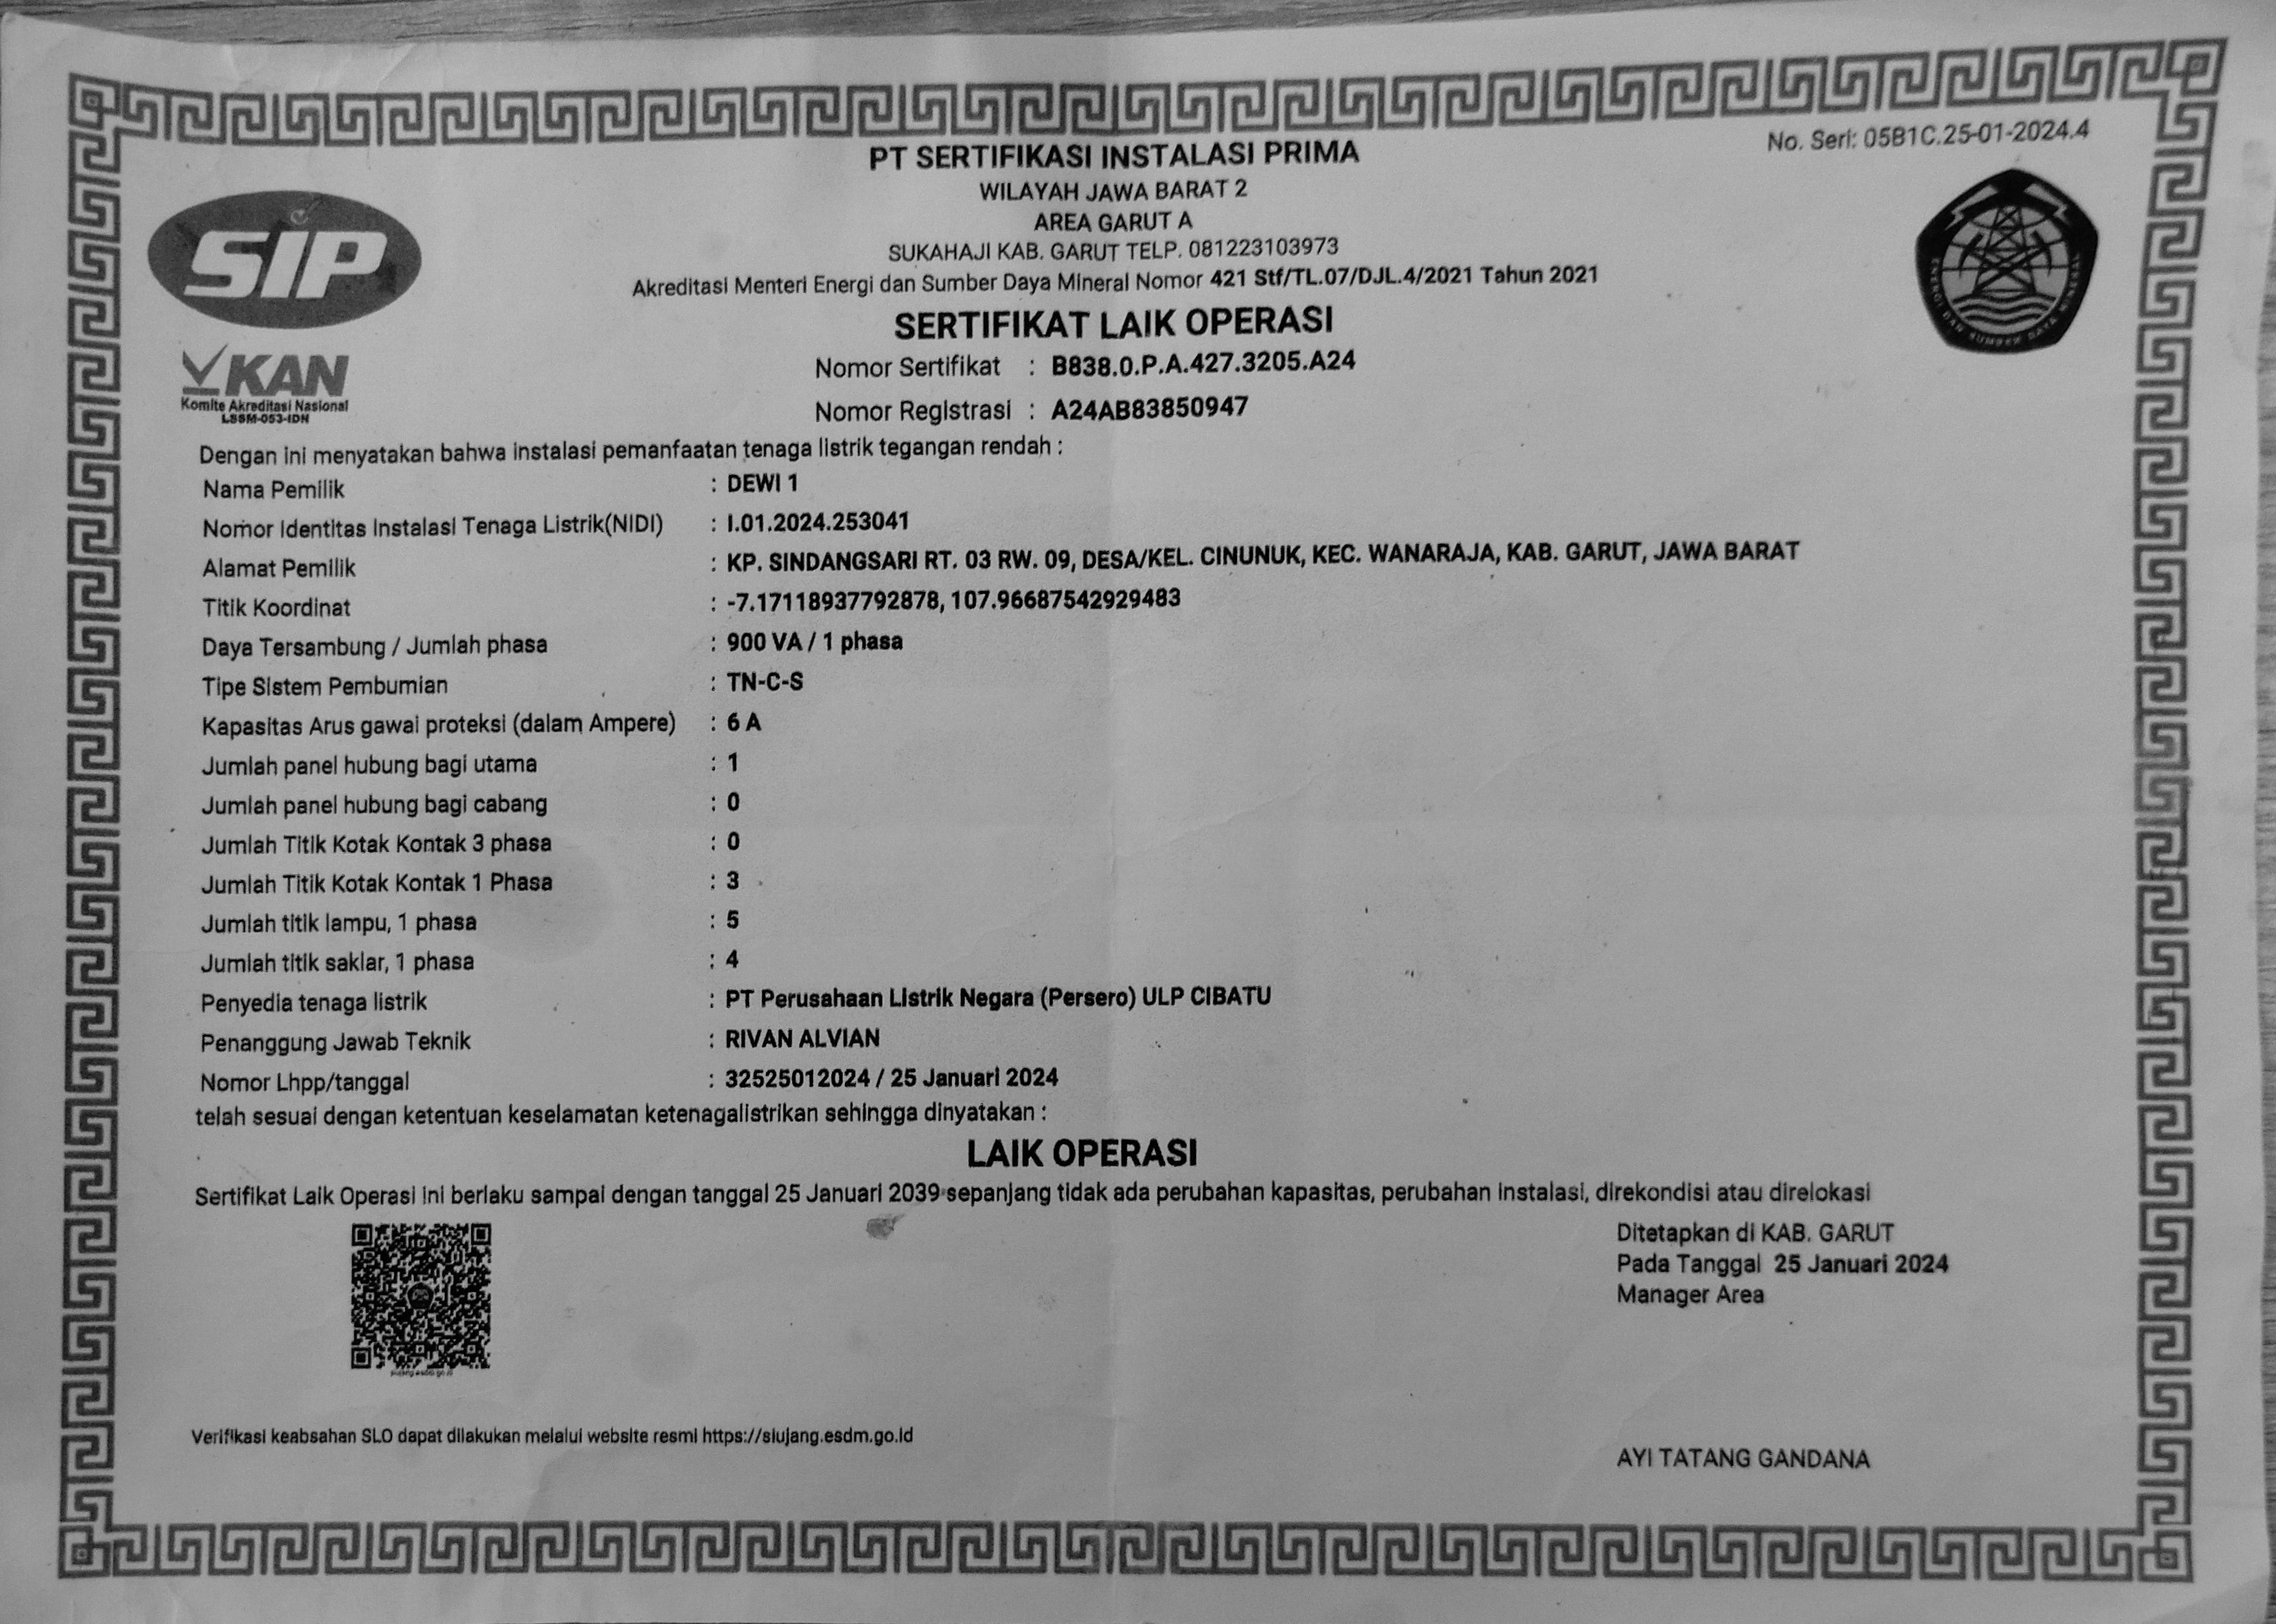 No. Seri: 05B1C.25-01-2024.4
PT SERTIFIKASI INSTALASI PRIMA
WILAYAH JAWA BARAT 2
AREA GARUT A
SUKAHAJI KAB. GARUT TELP. 081223103973
Akreditasi Menteri Energi dan Sumber Daya Mineral Nomor 421 Stf/TL.07/DJL.4/2021 Tahun 2021
SIP
ENERGI DAN SUMBER DAYA MINERAL
KAN
Komite Akreditasi Nasional
LSSM-053-IDN
SERTIFIKAT LAIK OPERASI
Nomor Sertifikat : B838.0.P.A.427.3205.A24
Nomor Registrasi : A24AB83850947
Dengan ini menyatakan bahwa instalasi pemanfaatan tenaga listrik tegangan rendah :
Nama Pemilik : DEWI 1
Nomor Identitas Instalasi Tenaga Listrik(NIDI) : I.01.2024.253041
Alamat Pemilik : KP. SINDANGSARI RT. 03 RW. 09, DESA/KEL. CINUNUK, KEC. WANARAJA, KAB. GARUT, JAWA BARAT
Titik Koordinat : -7.17118937792878, 107.96687542929483
Daya Tersambung / Jumlah phasa : 900 VA / 1 phasa
Tipe Sistem Pembumian : TN-C-S
Kapasitas Arus gawai proteksi (dalam Ampere) : 6 A
Jumlah panel hubung bagi utama : 1
Jumlah panel hubung bagi cabang : 0
Jumlah Titik Kotak Kontak 3 phasa : 0
Jumlah Titik Kotak Kontak 1 Phasa : 3
Jumlah titik lampu, 1 phasa : 5
Jumlah titik saklar, 1 phasa : 4
Penyedia tenaga listrik : PT Perusahaan Listrik Negara (Persero) ULP CIBATU
Penanggung Jawab Teknik : RIVAN ALVIAN
Nomor Lhpp/tanggal : 32525012024 / 25 Januari 2024
telah sesuai dengan ketentuan keselamatan ketenagalistrikan sehingga dinyatakan :
LAIK OPERASI
Sertifikat Laik Operasi ini berlaku sampai dengan tanggal 25 Januari 2039 sepanjang tidak ada perubahan kapasitas, perubahan instalasi, direkondisi atau direlokasi
Ditetapkan di KAB. GARUT
Pada Tanggal 25 Januari 2024
Manager Area
Verifikasi keabsahan SLO dapat dilakukan melalui website resmi https://siujang.esdm.go.id
AYI TATANG GANDANA